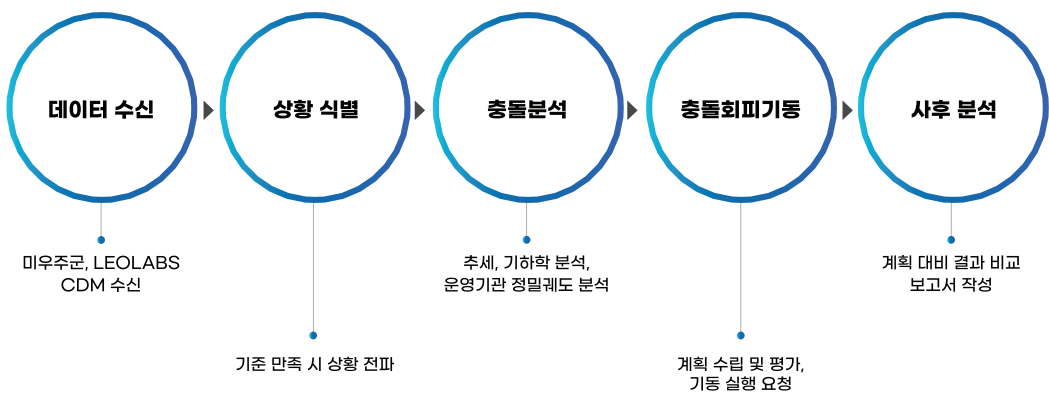 데이터 수신
상황 식별
충돌분석
충돌회피기동
사후 분석
미우주군, LEOLABS
CDM 수신
기준 만족 시 상황 전파
추세, 기하학 분석,
운영기관 정밀궤도 분석
계획 수립 및 평가,
기동 실행 요청
계획 대비 결과 비교
보고서 작성